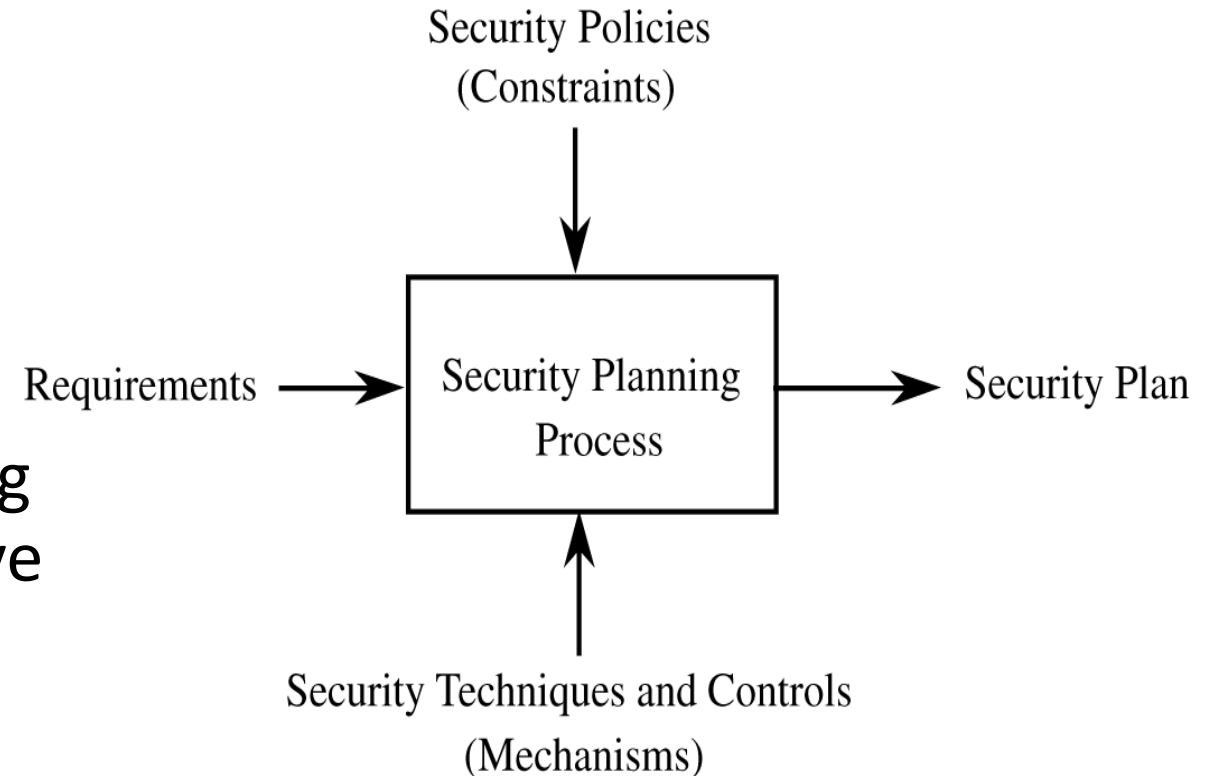 Security Policies
(Constraints)
Requirements
Security Planning
Process
Security Plan
Security Techniques and Controls
(Mechanisms)